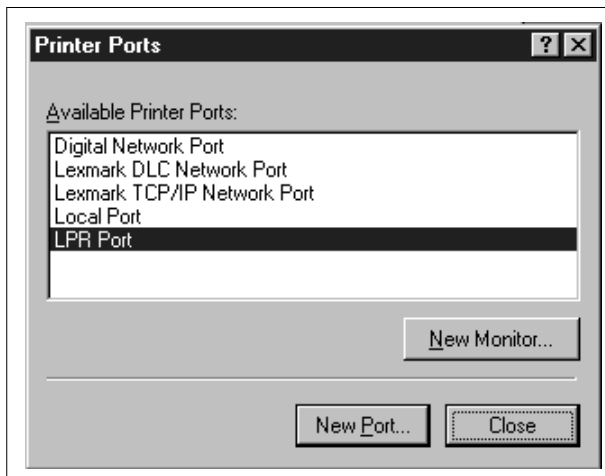 Printer Ports
Available Printer Ports:
Digital Network Port
Lexmark DLC Network Port
Lexmark TCP/IP Network Port
Local Port
LPR Port
New Monitor...
New Port... Close